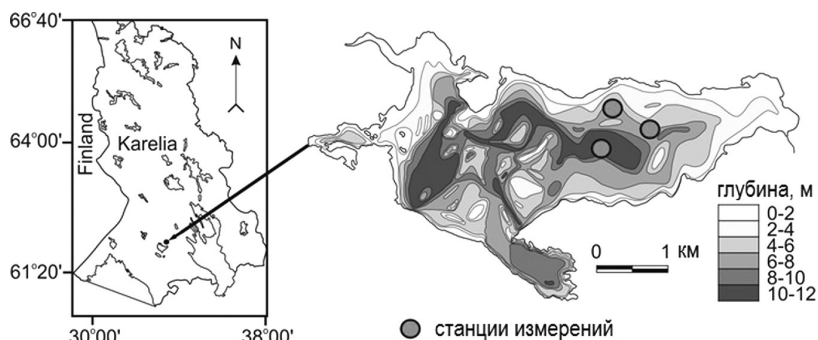 66°40'
N
Finland
Karelia
64°00'
61°20'
30°00'
38°00'
глубина, м
0-2
2-4
4-6
6-8
8-10
10-12
0 1 км
станции измерений